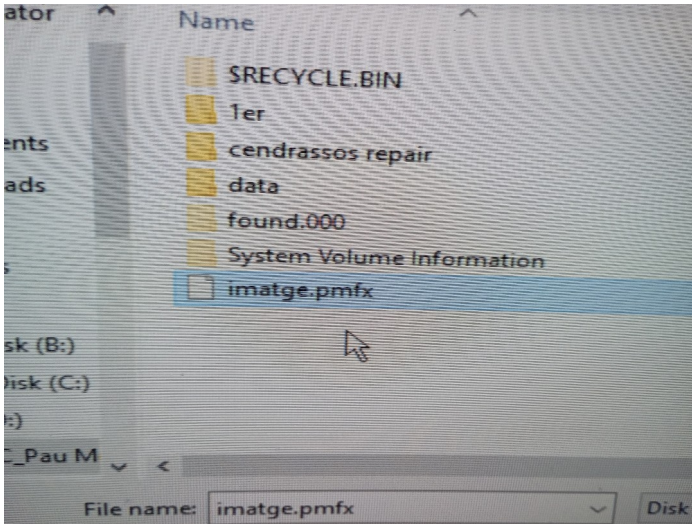 ator
Name
$RECYCLE.BIN
1er
ents
cendrassos repair
ads
data
found.000
s
System Volume Information
imatge.pmfx
sk (B:)
Disk (C:)
:)
C_Pau M
File name: imatge.pmfx
Disk